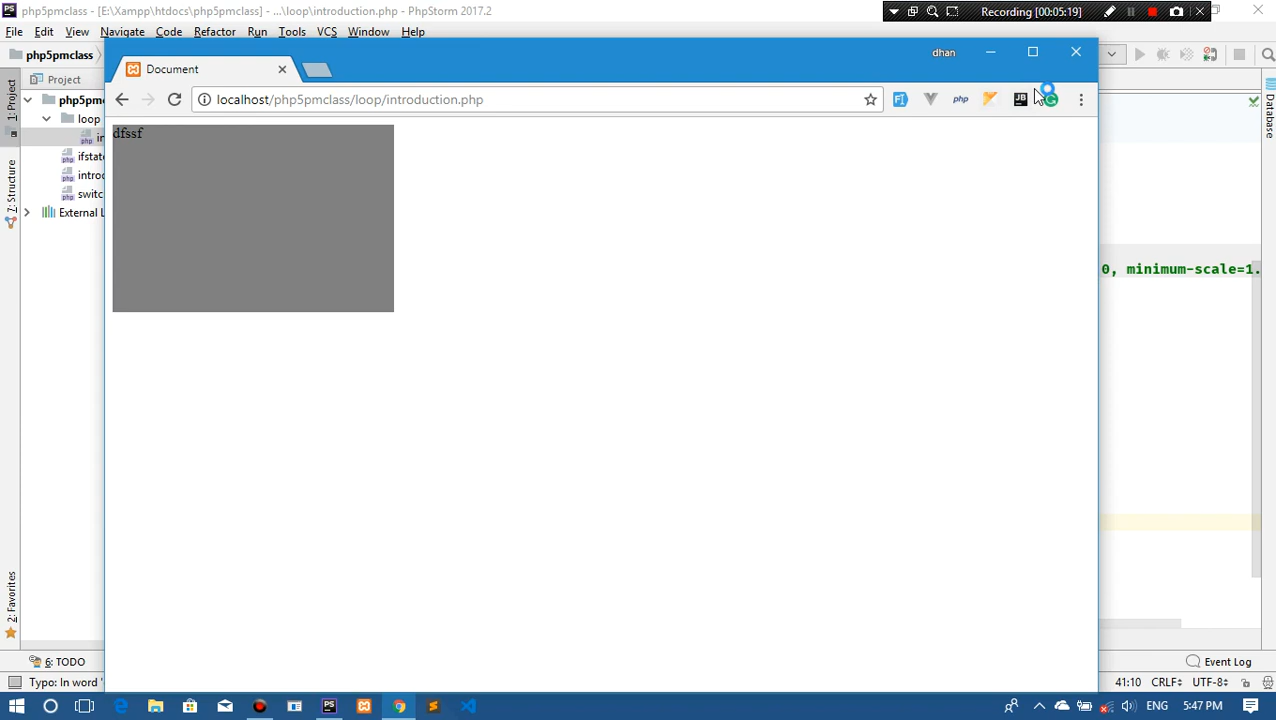 php5pmclass - [E:\Xampp\htdocs\php5pmclass] - ...\loop\introduction.php - PhpStorm 2017.2
Recording [00:05:19]
File Edit View Navigate Code Refactor Run Tools VCS Window Help
php5pmclass
dhan
Document
1: Project
Project
localhost/php5pmclass/loop/introduction.php
php
JB
Database
loop
dfssf
7: Structure
switc
External L
0, minimum-scale=1.
2: Favorites
6: TODO
Event Log
Typo: In word '
41:10 CRLF÷ UTF-8÷
5:47 PM